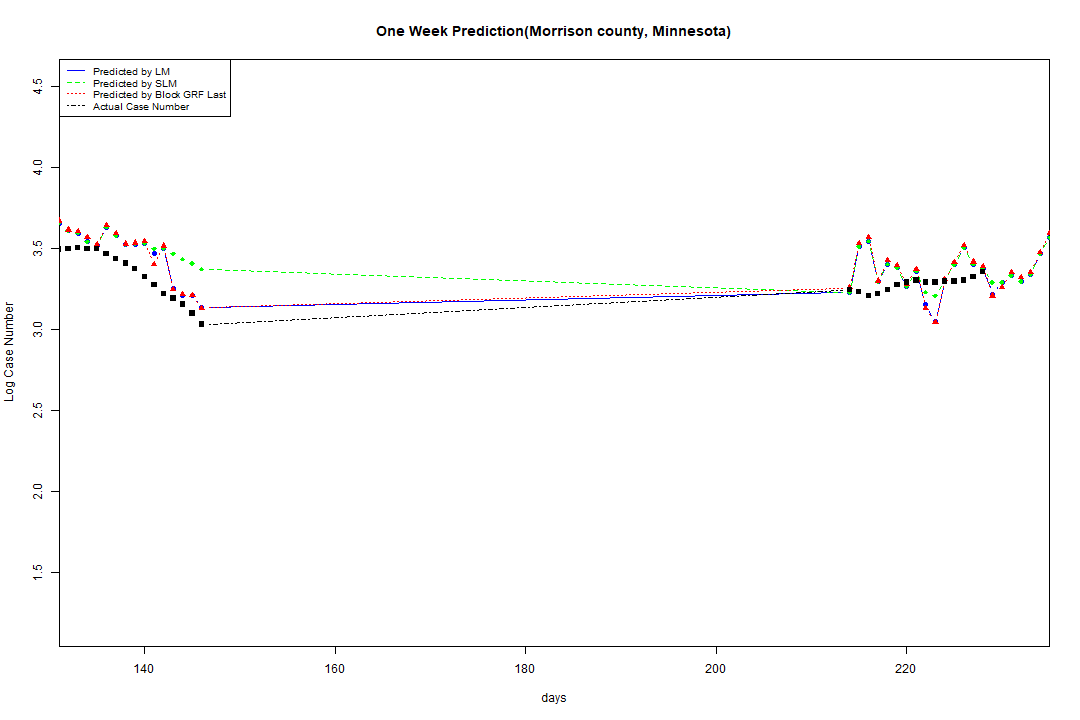 One Week Prediction(Morrison county, Minnesota)
Predicted by LM
Predicted by SLM
Predicted by Block GRF Last
Actual Case Number
4.5
4.0
3.5
3.0
2.5
2.0
1.5
Log Case Number
140 160 180 200 220
days